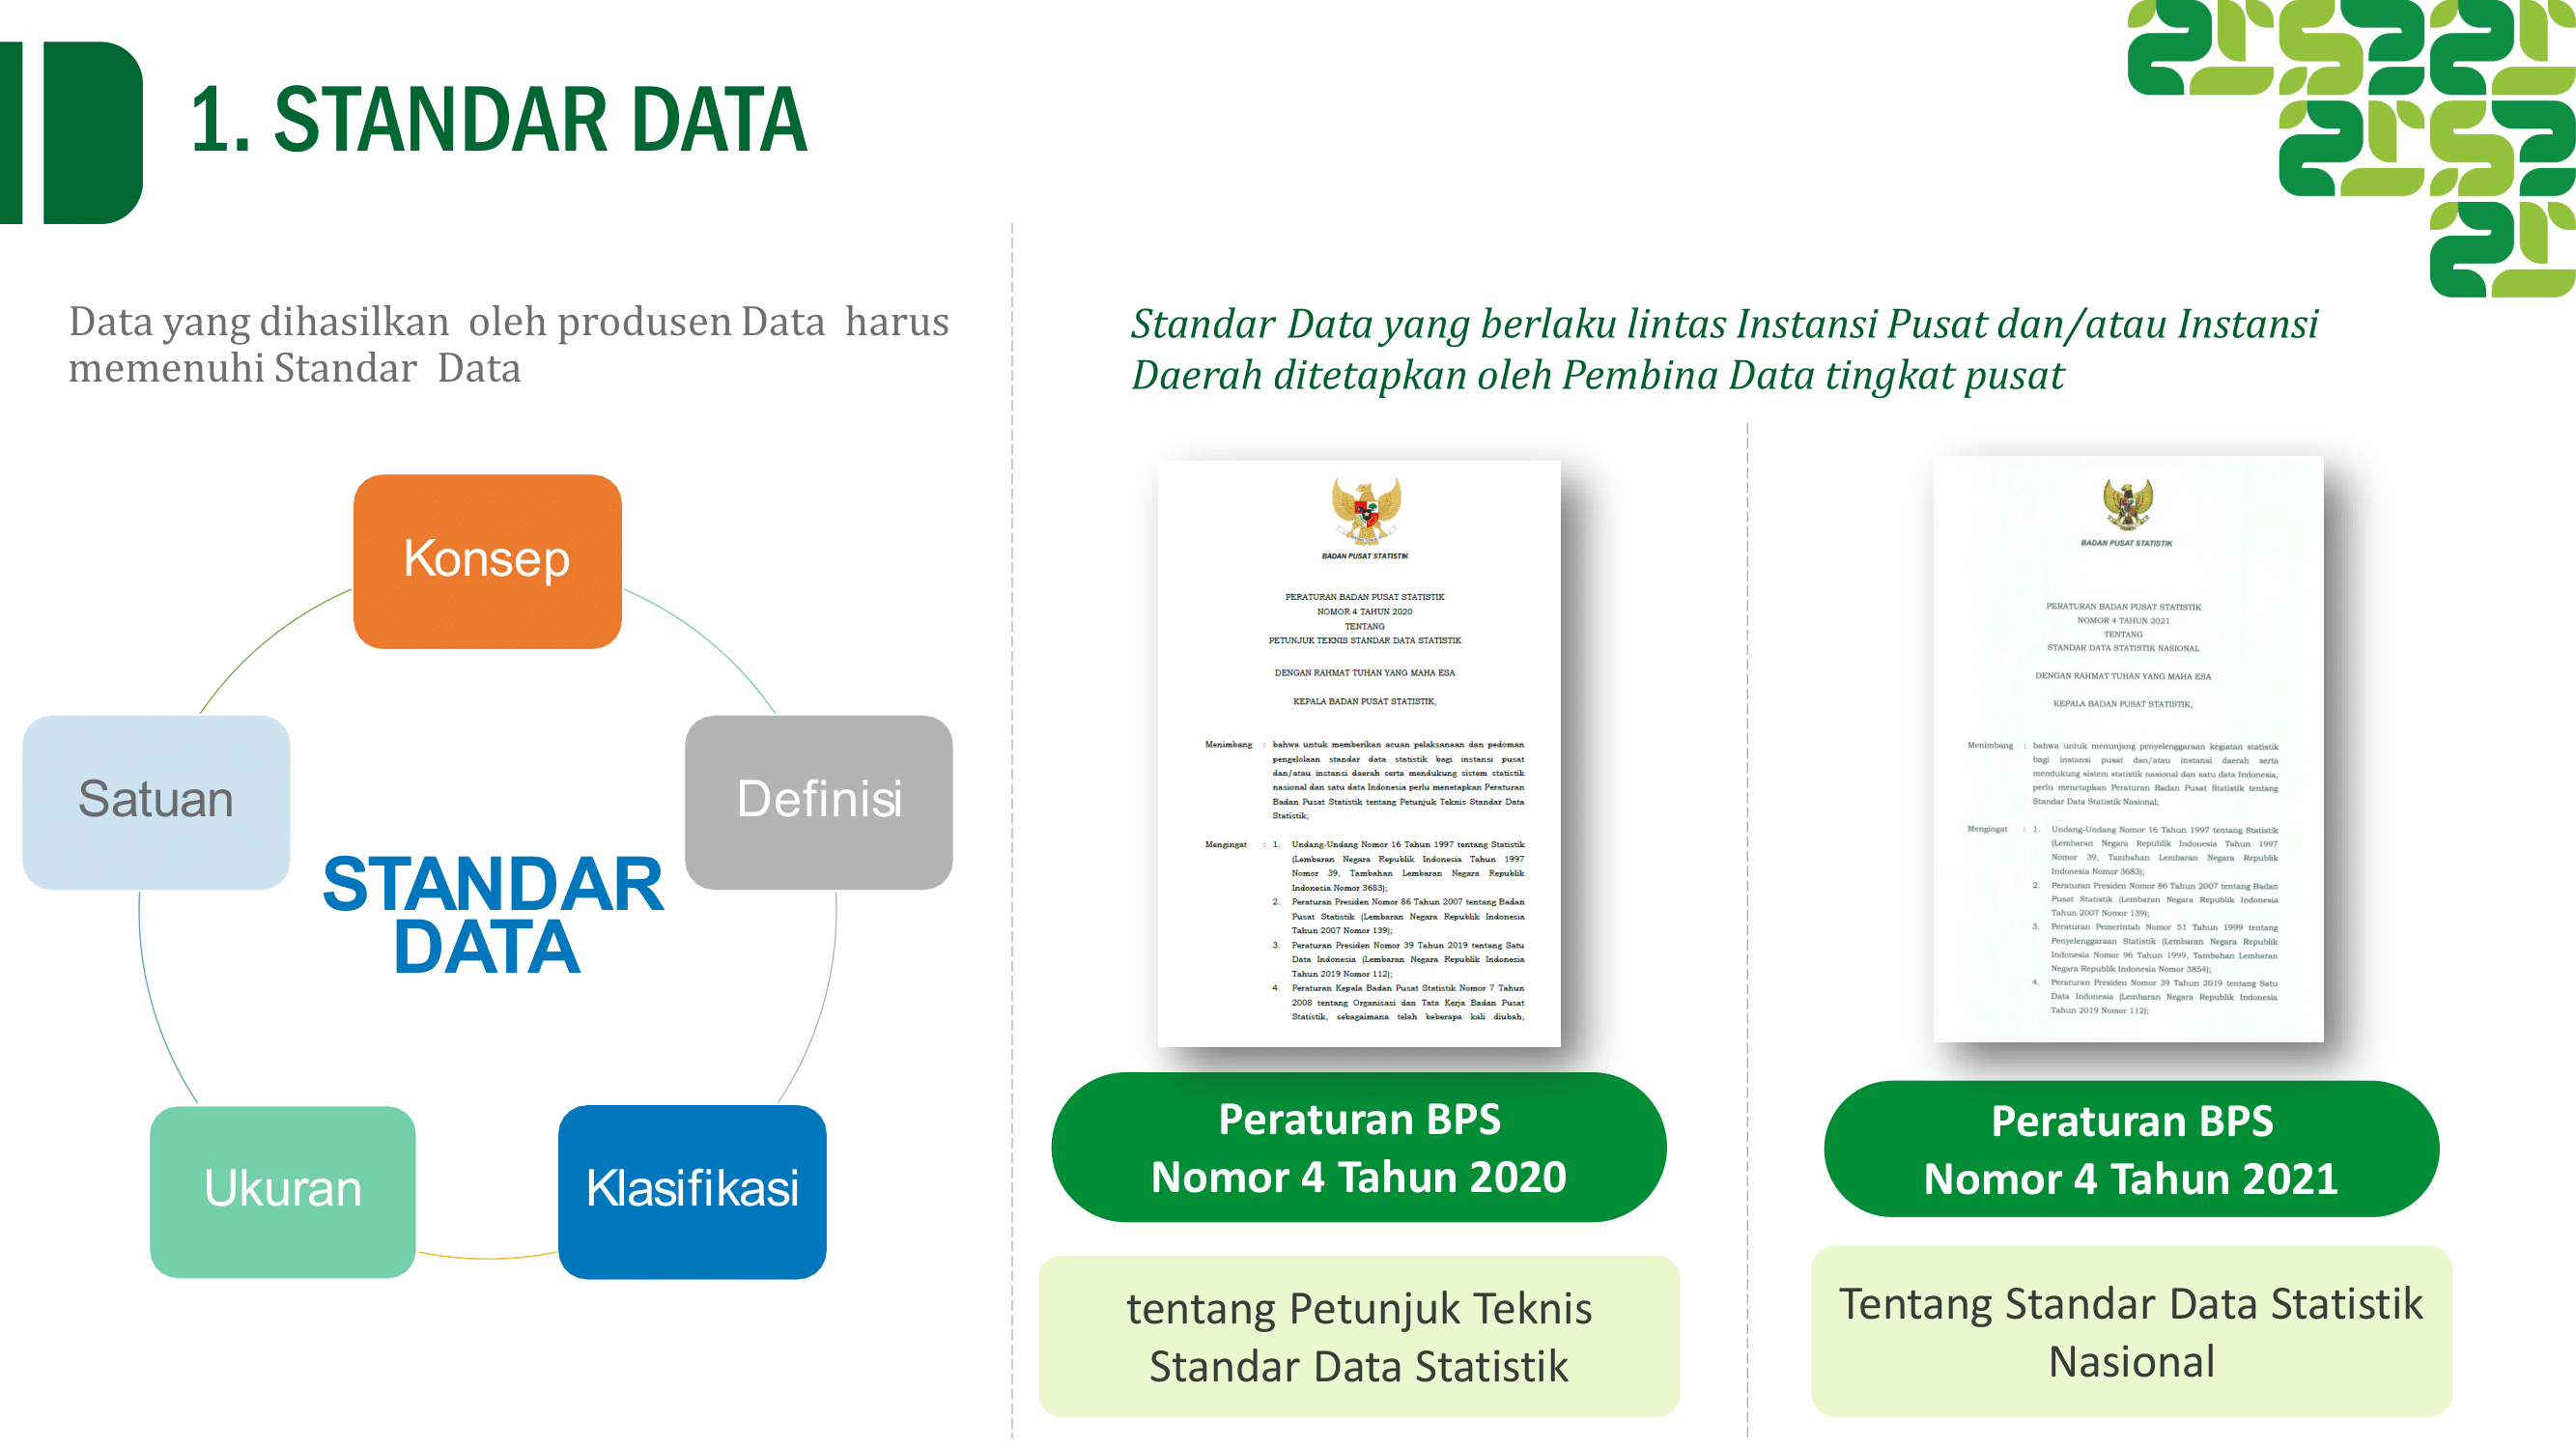 1. STANDAR DATA
Data yang dihasilkan oleh produsen Data harus
memenuhi Standar Data
Konsep
Satuan
Definisi
STANDAR
DATA
Ukuran
Klasifikasi
Standar Data yang berlaku lintas Instansi Pusat dan/atau Instansi
Daerah ditetapkan oleh Pembina Data tingkat pusat
BADAN PUSAT STATISTIK
PERATURAN BADAN PUSAT STATISTIK
NOMOR 4 TAHUN 2020
TENTANG
PETUNJUK TEKNIS STANDAR DATA STATISTIK
DENGAN RAHMAT TUHAN YANG MAHA ESA
KEPALA BADAN PUSAT STATISTIK,
Menimbang : bahwa untuk memberikan acuan pelaksanaan dan pedoman
pengelolaan standar data statistik bagi instansi pusat
dan/atau instansi daerah serta mendukung sistem statistik
nasional dan satu data Indonesia perlu menetapkan Peraturan
Badan Pusat Statistik tentang Petunjuk Teknis Standar Data
Statistik;
Mengingat : 1. Undang-Undang Nomor 16 Tahun 1997 tentang Statistik
(Lembaran Negara Republik Indonesia Tahun 1997
Nomor 39, Tambahan Lembaran Negara Republik
Indonesia Nomor 3683);
2. Peraturan Presiden Nomor 86 Tahun 2007 tentang Badan
Pusat Statistik (Lembaran Negara Republik Indonesia
Tahun 2007 Nomor 139);
3. Peraturan Presiden Nomor 39 Tahun 2019 tentang Satu
Data Indonesia (Lembaran Negara Republik Indonesia
Tahun 2019 Nomor 112);
4. Peraturan Kepala Badan Pusat Statistik Nomor 7 Tahun
2008 tentang Organisasi dan Tata Kerja Badan Pusat
Statistik, sebagaimana telah beberapa kali diubah,
Peraturan BPS
Nomor 4 Tahun 2020
tentang Petunjuk Teknis
Standar Data Statistik
BADAN PUSAT STATISTIK
PERATURAN BADAN PUSAT STATISTIK
NOMOR 4 TAHUN 2021
TENTANG
STANDAR DATA STATISTIK NASIONAL
DENGAN RAHMAT TUHAN YANG MAHA ESA
KEPALA BADAN PUSAT STATISTIK,
Menimbang : bahwa untuk menunjang penyelenggaraan kegiatan statistik
bagi instansi pusat dan/atau instansi daerah serta
mendukung sistem statistik nasional dan satu data Indonesia,
perlu menetapkan Peraturan Badan Pusat Statistik tentang
Standar Data Statistik Nasional;
Mengingat : 1. Undang-Undang Nomor 16 Tahun 1997 tentang Statistik
(Lembaran Negara Republik Indonesia Tahun 1997
Nomor 39, Tambahan Lembaran Negara Republik
Indonesia Nomor 3683);
2. Peraturan Presiden Nomor 86 Tahun 2007 tentang Badan
Pusat Statistik (Lembaran Negara Republik Indonesia
Tahun 2007 Nomor 139);
3. Peraturan Pemerintah Nomor 51 Tahun 1999 tentang
Penyelenggaraan Statistik (Lembaran Negara Republik
Indonesia Nomor 96 Tahun 1999, Tambahan Lembaran
Negara Republik Indonesia Nomor 3854);
4. Peraturan Presiden Nomor 39 Tahun 2019 tentang Satu
Data Indonesia (Lembaran Negara Republik Indonesia
Tahun 2019 Nomor 112);
Peraturan BPS
Nomor 4 Tahun 2021
Tentang Standar Data Statistik
Nasional